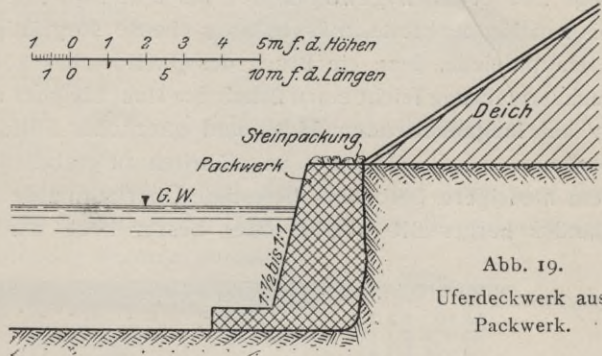 1 0 1 2 3 4 5m f. d. Höhen
1 0 5 10m f. d. Längen
Deich
Steinpackung
Packwerk
G. W.
1:½ bis 1:1
Abb. 19.
Uferdeckwerk aus
Packwerk.